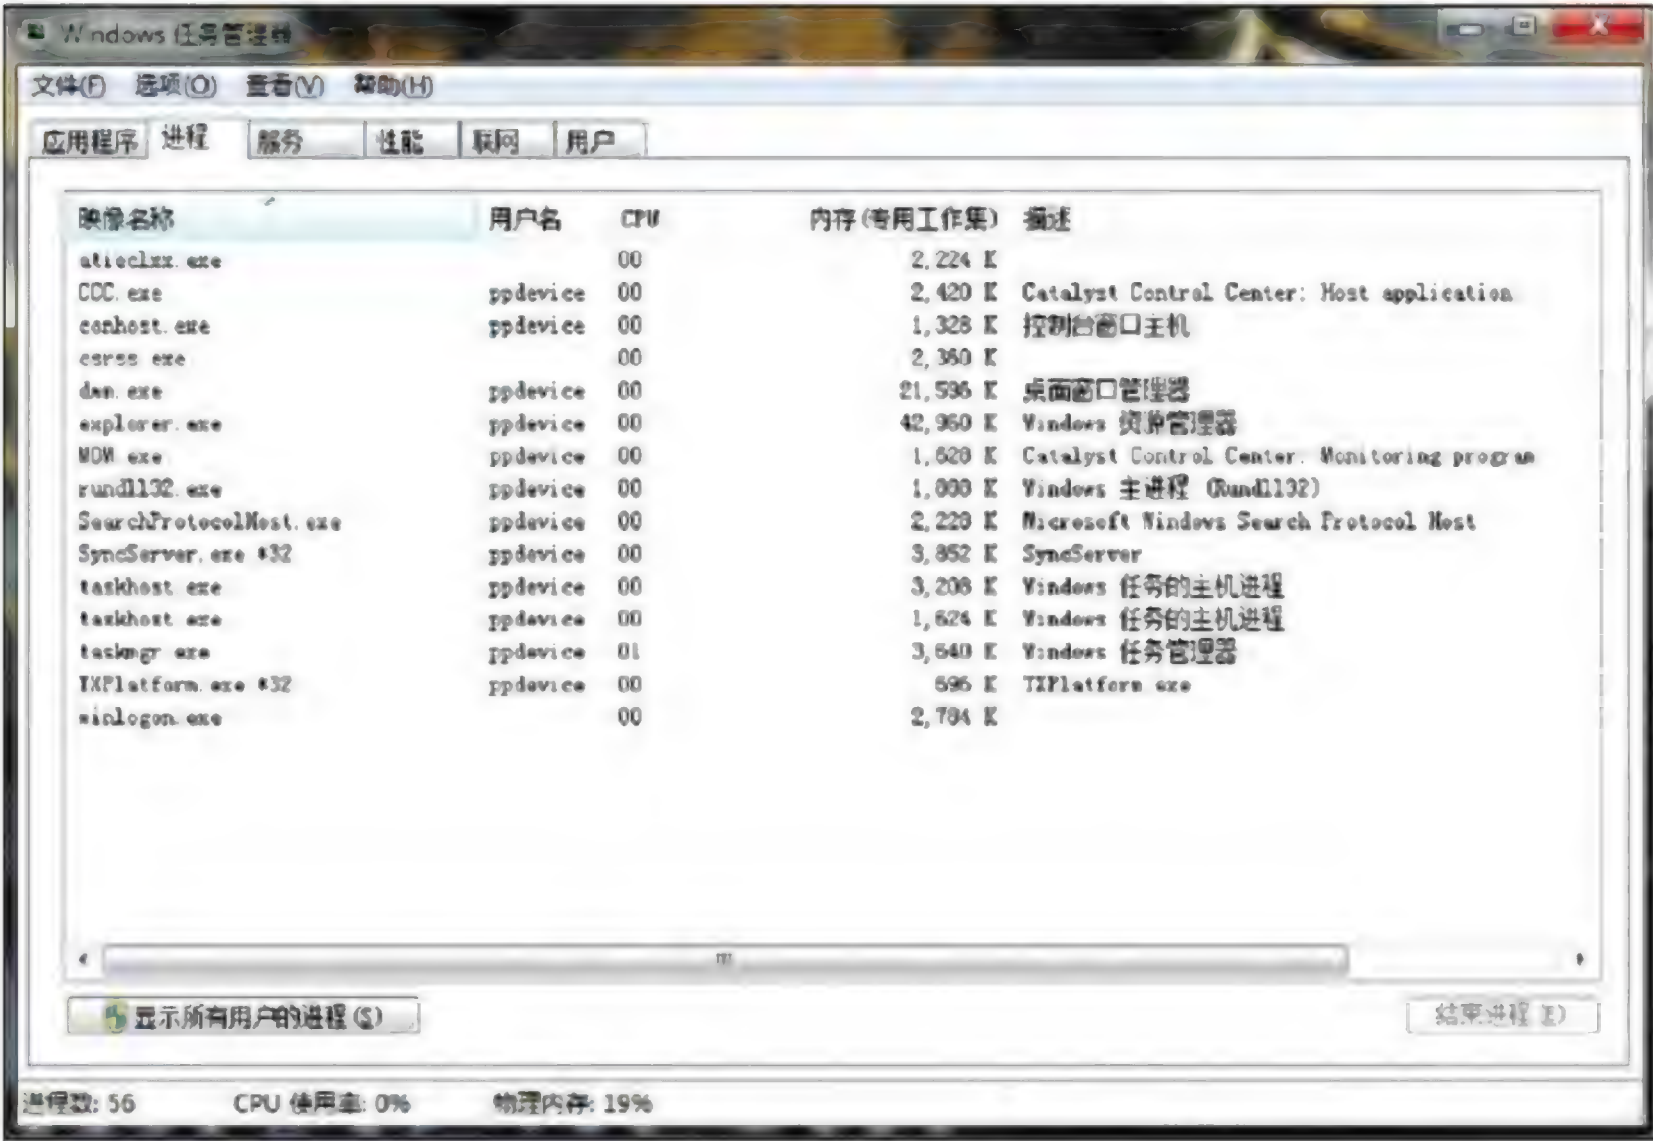 Windows 任务管理器
文件(F) 选项(O) 查看(V) 帮助(H)
应用程序 进程 服务 性能 联网 用户
映像名称 用户名 CPU 内存(专用工作集) 描述
atieclxx.exe 00 2,224 K
CCC.exe ppdevice 00 2,420 K Catalyst Control Center: Host application
conhost.exe ppdevice 00 1,328 K 控制台窗口主机
csrss.exe 00 2,360 K
dwm.exe ppdevice 00 21,596 K 桌面窗口管理器
explorer.exe ppdevice 00 42,960 K Windows 资源管理器
MOM.exe ppdevice 00 1,628 K Catalyst Control Center: Monitoring program
rundll32.exe ppdevice 00 K Windows 主进程 (Rundll32)
SearchProtocolHost.exe ppdevice 00 2,228 K Microsoft Windows Search Protocol Host
SyncServer.exe *32 ppdevice 00 3,852 K SyncServer
taskhost.exe ppdevice 00 3,208 K Windows 任务的主机进程
taskhost.exe ppdevice 00 1,624 K Windows 任务的主机进程
taskmgr.exe ppdevice 01 3,640 K Windows 任务管理器
TXPlatform.exe *32 ppdevice 00 696 K TXPlatform.exe
winlogon.exe 00 2,784 K
显示所有用户的进程(S) 结束进程(E)
进程数: 56 CPU 使用率: 0% 物理内存: 19%